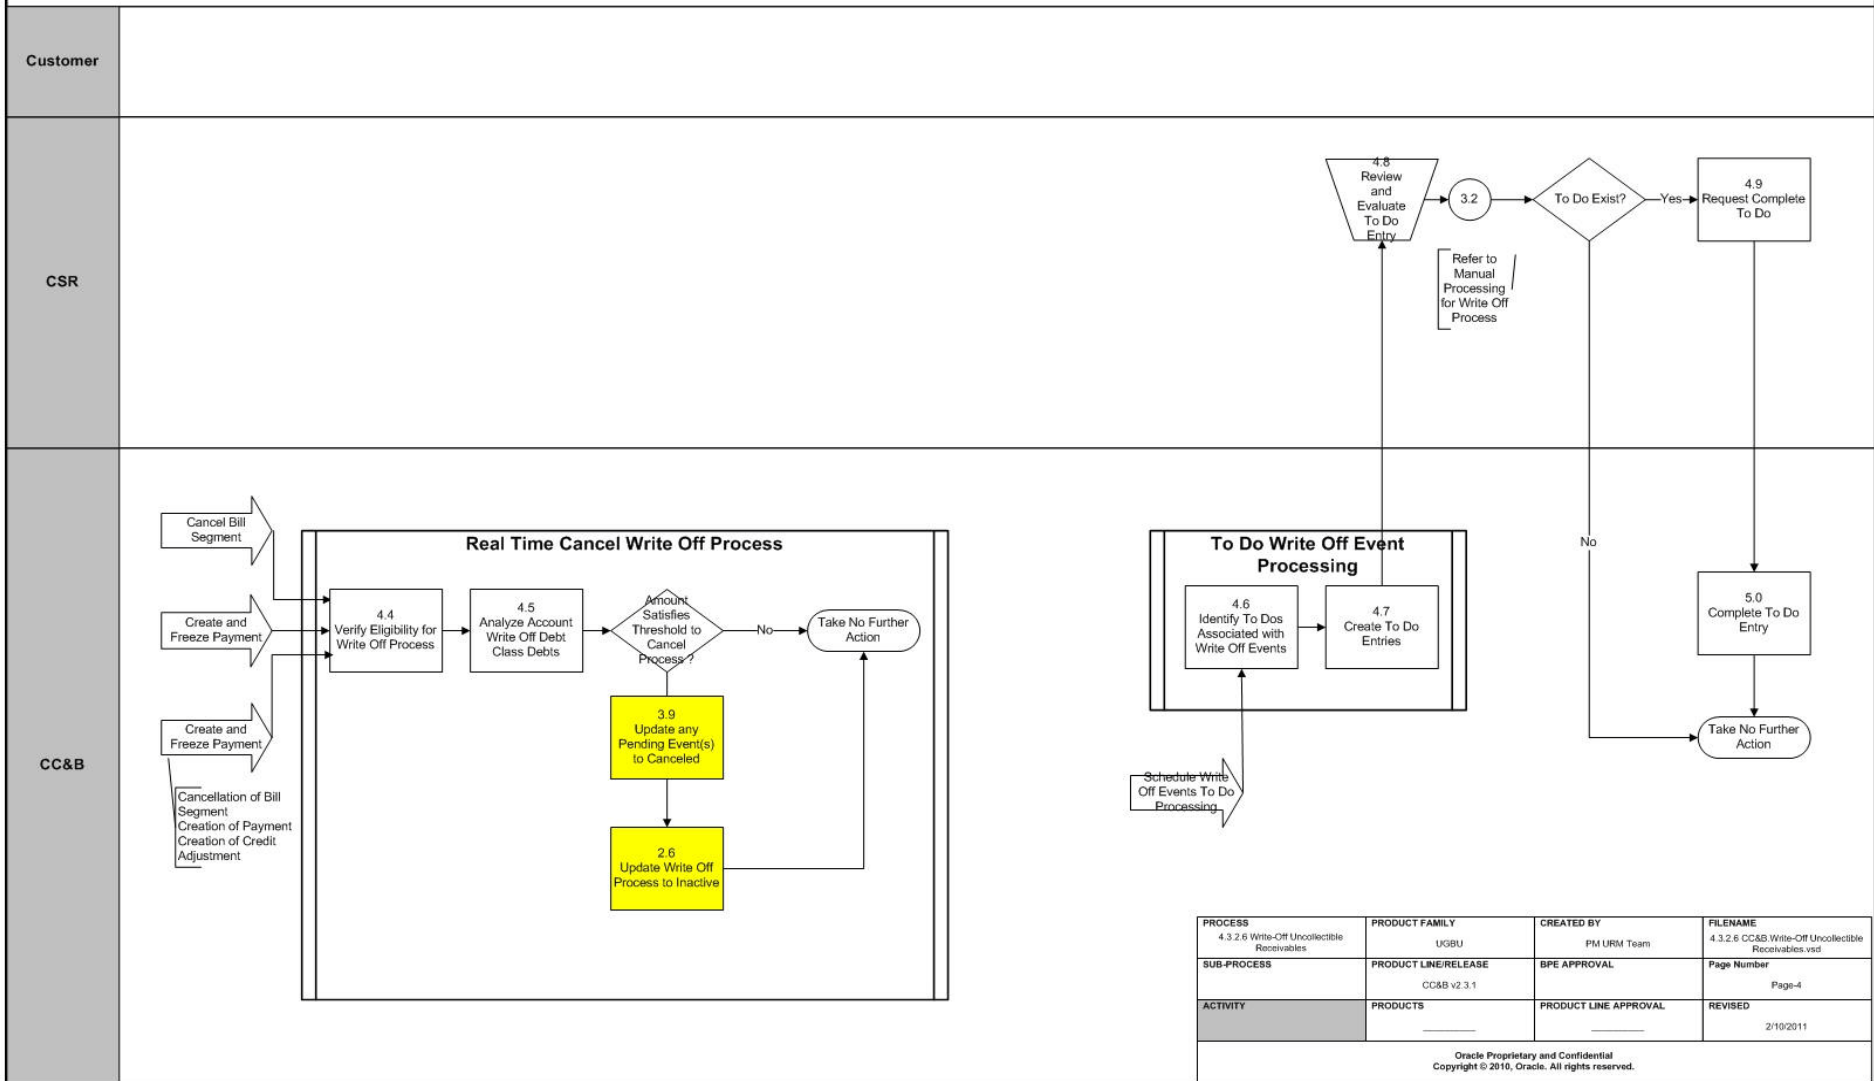 Customer
CSR
4.8
Review
and
Evaluate
To Do
Entry
3.2
To Do Exist?
Yes
4.9
Request Complete
To Do
Refer to
Manual
Processing
for Write Off
Process
CC&B
Cancel Bill
Segment
Create and
Freeze Payment
Create and
Freeze Payment
Cancellation of Bill
Segment
Creation of Payment
Creation of Credit
Adjustment
Real Time Cancel Write Off Process
4.4
Verify Eligibility for
Write Off Process
4.5
Analyze Account
Write Off Debt
Class Debts
Amount
Satisfies
Threshold to
Cancel
Process ?
No
Take No Further
Action
3.9
Update any
Pending Event(s)
to Canceled
2.6
Update Write Off
Process to Inactive
To Do Write Off Event
Processing
4.6
Identify To Dos
Associated with
Write Off Events
4.7
Create To Do
Entries
Schedule Write
Off Events To Do
Processing
No
5.0
Complete To Do
Entry
Take No Further
Action
PROCESS
4.3.2.6 Write-Off Uncollectible
Receivables
PRODUCT FAMILY
UGBU
CREATED BY
PM URM Team
FILENAME
4.3.2.6 CC&B.Write-Off Uncollectible
Receivables.vsd
SUB-PROCESS
PRODUCT LINE/RELEASE
CC&B v2.3.1
BPE APPROVAL
Page Number
Page-4
ACTIVITY
PRODUCTS
PRODUCT LINE APPROVAL
REVISED
2/10/2011
Oracle Proprietary and Confidential
Copyright © 2010, Oracle. All rights reserved.